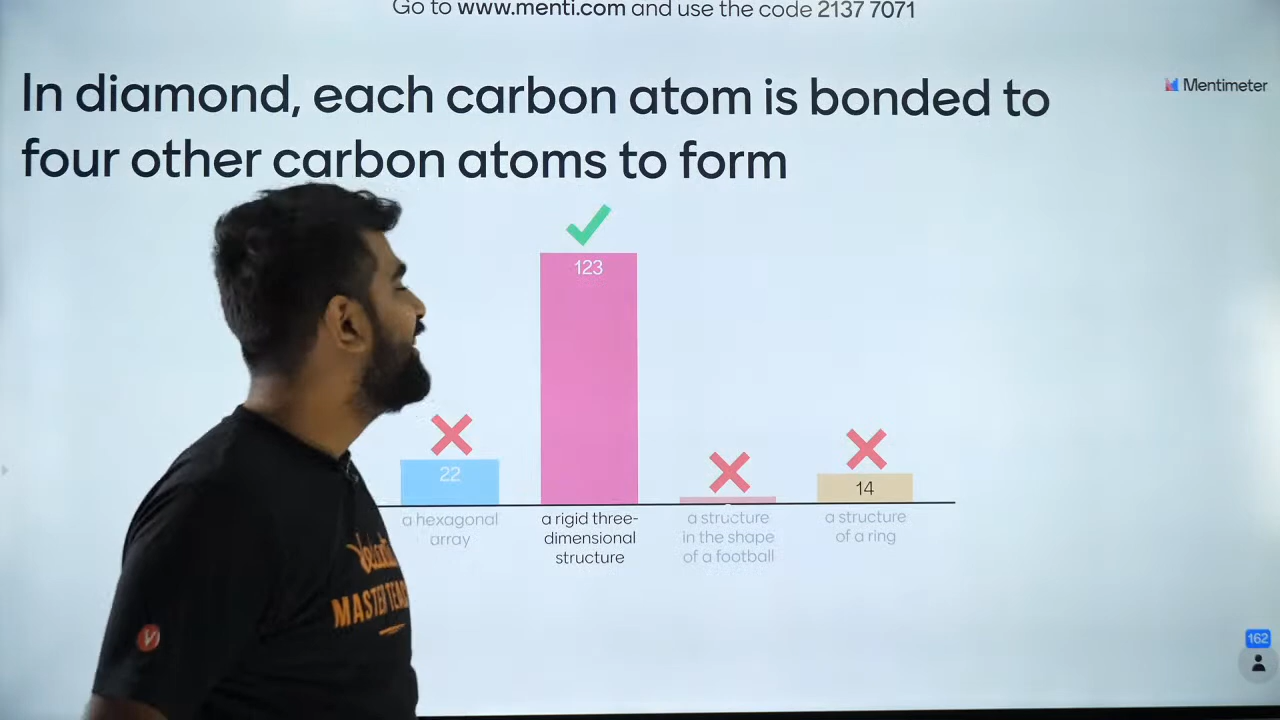 Go to www.menti.com and use the code 2137 7071
In diamond, each carbon atom is bonded to
four other carbon atoms to form
Mentimeter
123
22
14
a hexagonal
array
a rigid three-
dimensional
structure
a structure
in the shape
of a football
a structure
of a ring
MASTER
162